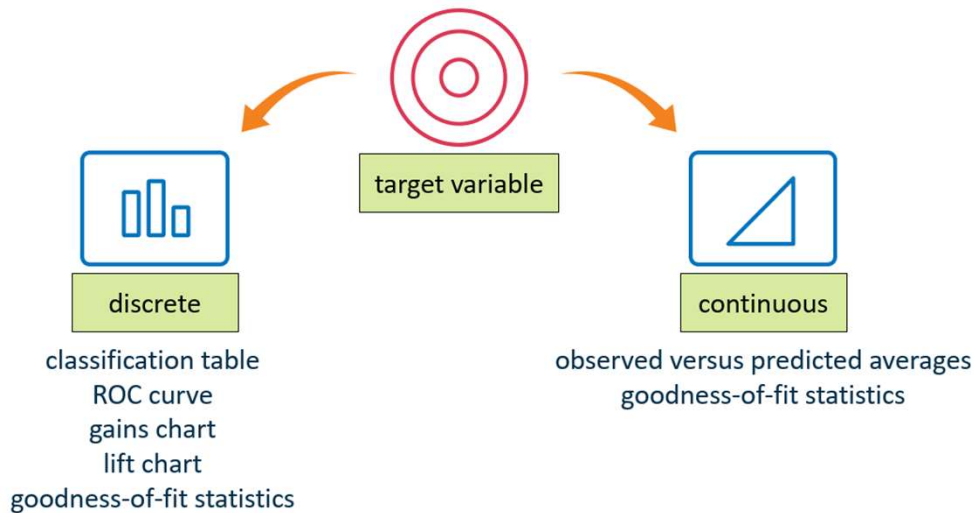 target variable
discrete
classification table
ROC curve
gains chart
lift chart
goodness-of-fit statistics
continuous
observed versus predicted averages
goodness-of-fit statistics